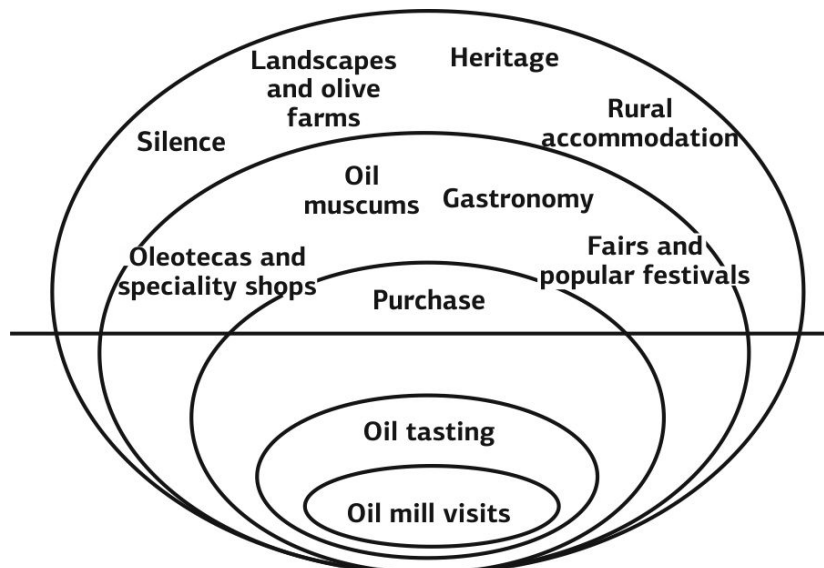 Landscapes
and olive
farms
Heritage
Rural
accommodation
Silence
Oil
muscums
Gastronomy
Oleotecas and
speciality shops
Fairs and
popular festivals
Purchase
Oil tasting
Oil mill visits